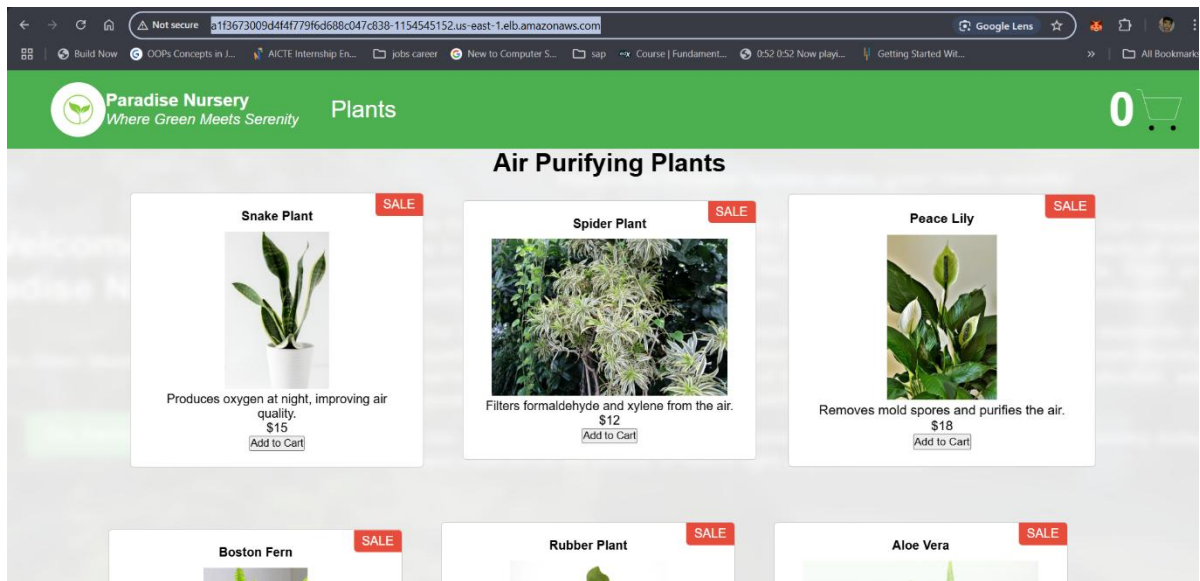 Not secure
a1f3673009d4f4f779f6d688c047c838-1154545152.us-east-1.elb.amazonaws.com
Google Lens
Build Now
OOPs Concepts in J...
AICTE Internship En...
jobs career
New to Computer S...
sap
Course | Fundament...
0:52 0:52 Now playi...
Getting Started Wit...
»
All Bookmarks
Paradise Nursery
Where Green Meets Serenity
Plants
0
Air Purifying Plants
SALE
Snake Plant
Produces oxygen at night, improving air
quality.
$15
Add to Cart
SALE
Spider Plant
Filters formaldehyde and xylene from the air.
$12
Add to Cart
SALE
Peace Lily
Removes mold spores and purifies the air.
$18
Add to Cart
SALE
Boston Fern
SALE
Rubber Plant
SALE
Aloe Vera